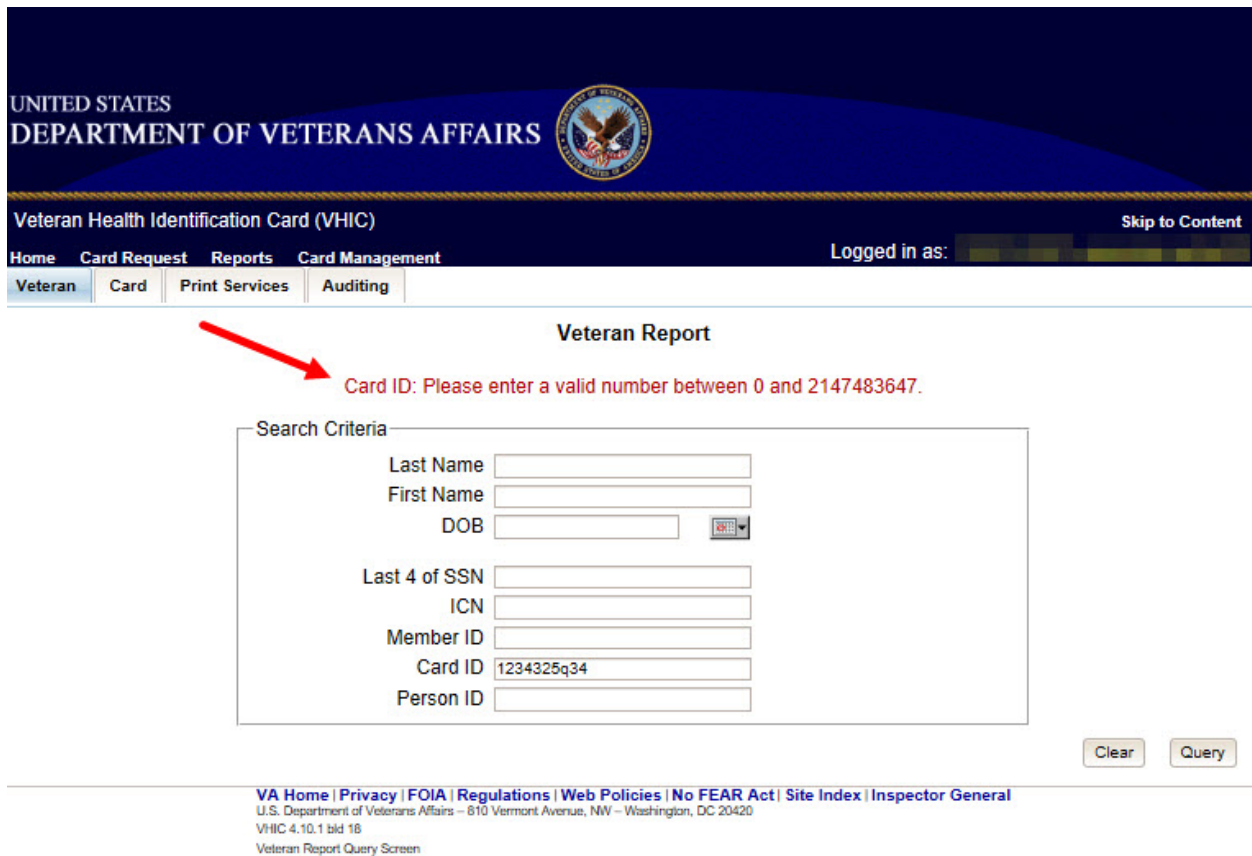 UNITED STATES
DEPARTMENT OF VETERANS AFFAIRS
Veteran Health Identification Card (VHIC)
Skip to Content
Home Card Request Reports Card Management
Logged in as:
Veteran Card Print Services Auditing
Veteran Report
Card ID: Please enter a valid number between 0 and 2147483647.
Search Criteria
Last Name
First Name
DOB
Last 4 of SSN
ICN
Member ID
Card ID 1234325q34
Person ID
Clear Query
VA Home | Privacy | FOIA | Regulations | Web Policies | No FEAR Act | Site Index | Inspector General
U.S. Department of Veterans Affairs – 810 Vermont Avenue, NW – Washington, DC 20420
VHIC 4.10.1 bld 18
Veteran Report Query Screen